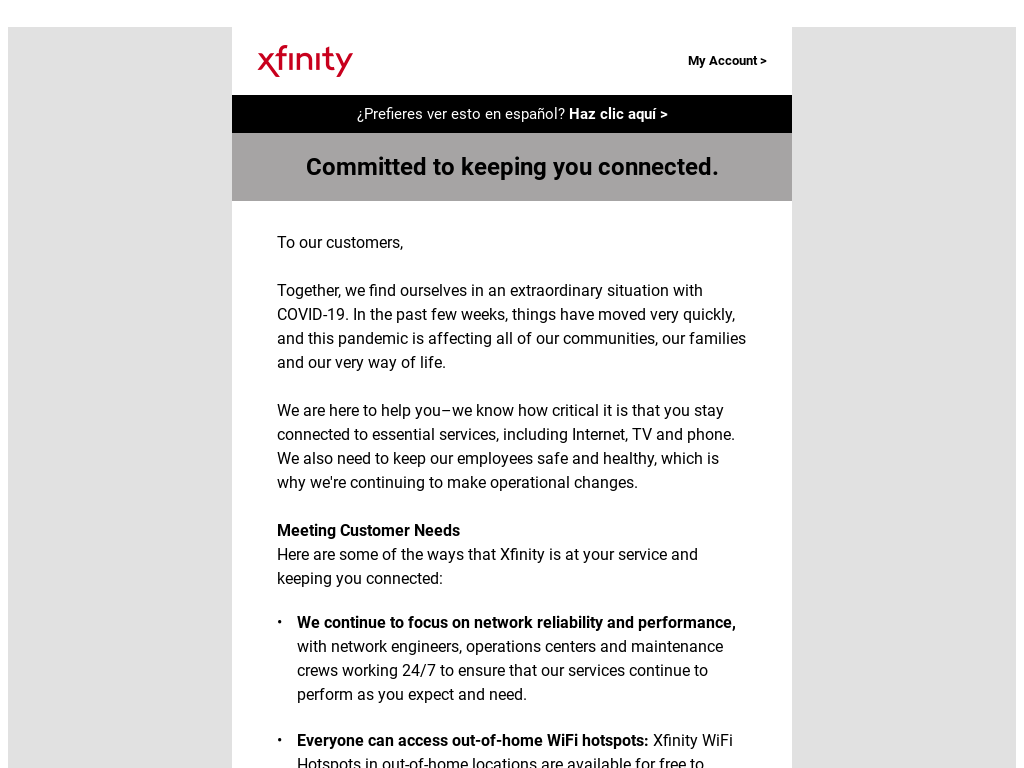 xfinity
My Account >
¿Prefieres ver esto en español? Haz clic aquí >
Committed to keeping you connected.
To our customers,
Together, we find ourselves in an extraordinary situation with
COVID-19. In the past few weeks, things have moved very quickly,
and this pandemic is affecting all of our communities, our families
and our very way of life.
We are here to help you–we know how critical it is that you stay
connected to essential services, including Internet, TV and phone.
We also need to keep our employees safe and healthy, which is
why we're continuing to make operational changes.
Meeting Customer Needs
Here are some of the ways that Xfinity is at your service and
keeping you connected:
• We continue to focus on network reliability and performance,
with network engineers, operations centers and maintenance
crews working 24/7 to ensure that our services continue to
perform as you expect and need.
• Everyone can access out-of-home WiFi hotspots: Xfinity WiFi
Hotspots in out-of-home locations are available for free to